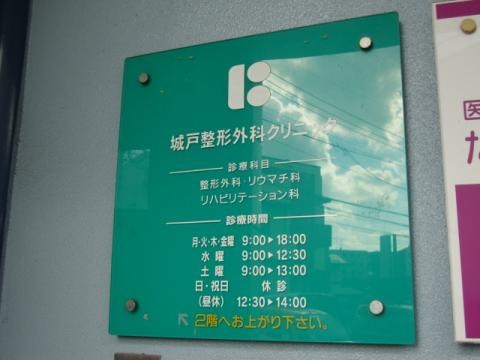 城戸整形外科クリニック
診療科目
整形外科・リウマチ科
リハビリテーション科
診療時間
月・火・木・金曜 9:00▶18:00
水曜 9:00▶12:30
土曜 9:00▶13:00
日・祝日 休診
(昼休) 12:30▶14:00
↖ 2階へお上がり下さい。
医